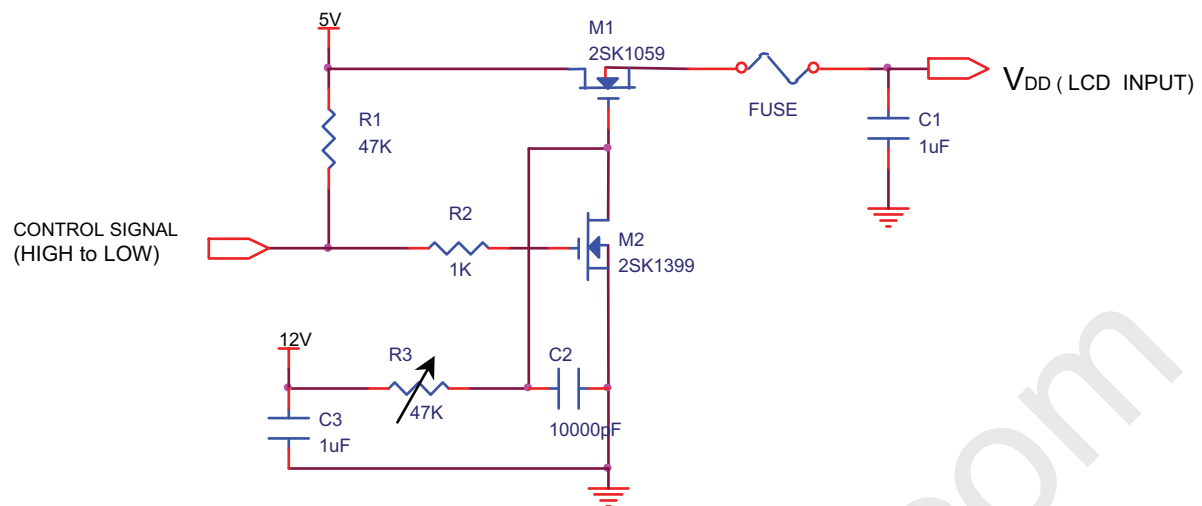 5V
M1
2SK1059
FUSE
VDD ( LCD INPUT)
R1
47K
C1
1uF
CONTROL SIGNAL
(HIGH to LOW)
R2
1K
M2
2SK1399
12V
R3
47K
C2
10000pF
C3
1uF
com